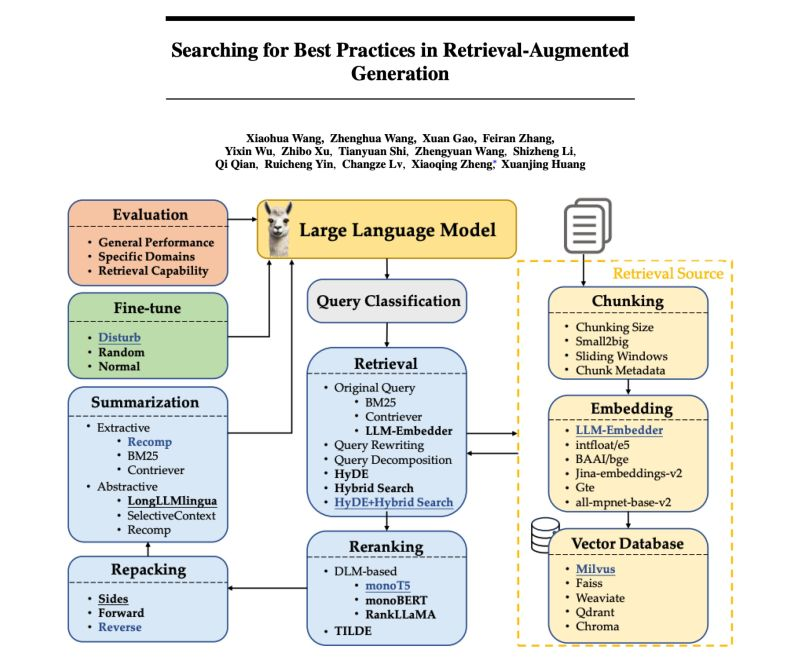 Searching for Best Practices in Retrieval-Augmented
Generation
Xiaohua Wang, Zhenghua Wang, Xuan Gao, Feiran Zhang,
Yixin Wu, Zhibo Xu, Tianyuan Shi, Zhengyuan Wang, Shizheng Li,
Qi Qian, Ruicheng Yin, Changze Lv, Xiaoqing Zheng,* Xuanjing Huang
Evaluation
• General Performance
• Specific Domains
• Retrieval Capability
Large Language Model
Fine-tune
• Disturb
• Random
• Normal
Query Classification
Summarization
• Extractive
• Recomp
• BM25
• Contriever
• Abstractive
• LongLLMlingua
• SelectiveContext
• Recomp
Retrieval
• Original Query
• BM25
• Contriever
• LLM-Embedder
• Query Rewriting
• Query Decomposition
• HyDE
• Hybrid Search
• HyDE+Hybrid Search
Repacking
• Sides
• Forward
• Reverse
Reranking
• DLM-based
• monoT5
• monoBERT
• RankLLaMA
• TILDE
Retrieval Source
Chunking
• Chunking Size
• Small2big
• Sliding Windows
• Chunk Metadata
Embedding
• LLM-Embedder
• intfloat/e5
• BAAI/bge
• Jina-embeddings-v2
• Gte
• all-mpnet-base-v2
Vector Database
• Milvus
• Faiss
• Weaviate
• Qdrant
• Chroma